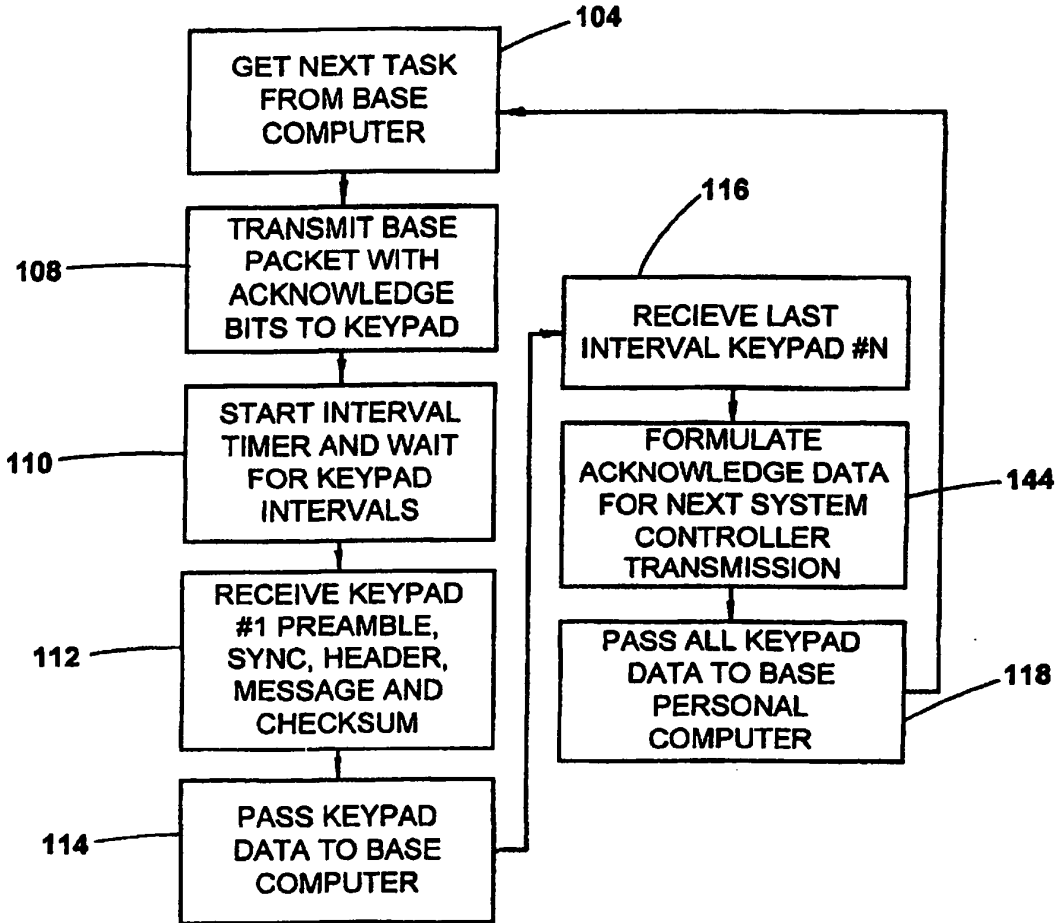 104
GET NEXT TASK
FROM BASE
COMPUTER
108
TRANSMIT BASE
PACKET WITH
ACKNOWLEDGE
BITS TO KEYPAD
110
START INTERVAL
TIMER AND WAIT
FOR KEYPAD
INTERVALS
112
RECEIVE KEYPAD
#1 PREAMBLE,
SYNC, HEADER,
MESSAGE AND
CHECKSUM
114
PASS KEYPAD
DATA TO BASE
COMPUTER
116
RECIEVE LAST
INTERVAL KEYPAD #N
FORMULATE
ACKNOWLEDGE DATA
FOR NEXT SYSTEM
CONTROLLER
TRANSMISSION
144
PASS ALL KEYPAD
DATA TO BASE
PERSONAL
COMPUTER
118